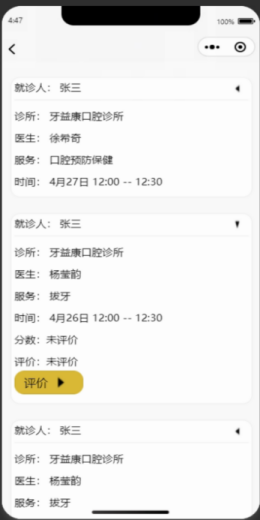 4:47
100%
就诊人： 张三
诊所： 牙益康口腔诊所
医生： 徐希奇
服务： 口腔预防保健
时间： 4月27日 12:00 -- 12:30
就诊人： 张三
诊所： 牙益康口腔诊所
医生： 杨莹韵
服务： 拔牙
时间： 4月26日 12:00 -- 12:30
分数： 未评价
评价： 未评价
评价
就诊人： 张三
诊所： 牙益康口腔诊所
医生： 杨莹韵
服务： 拔牙